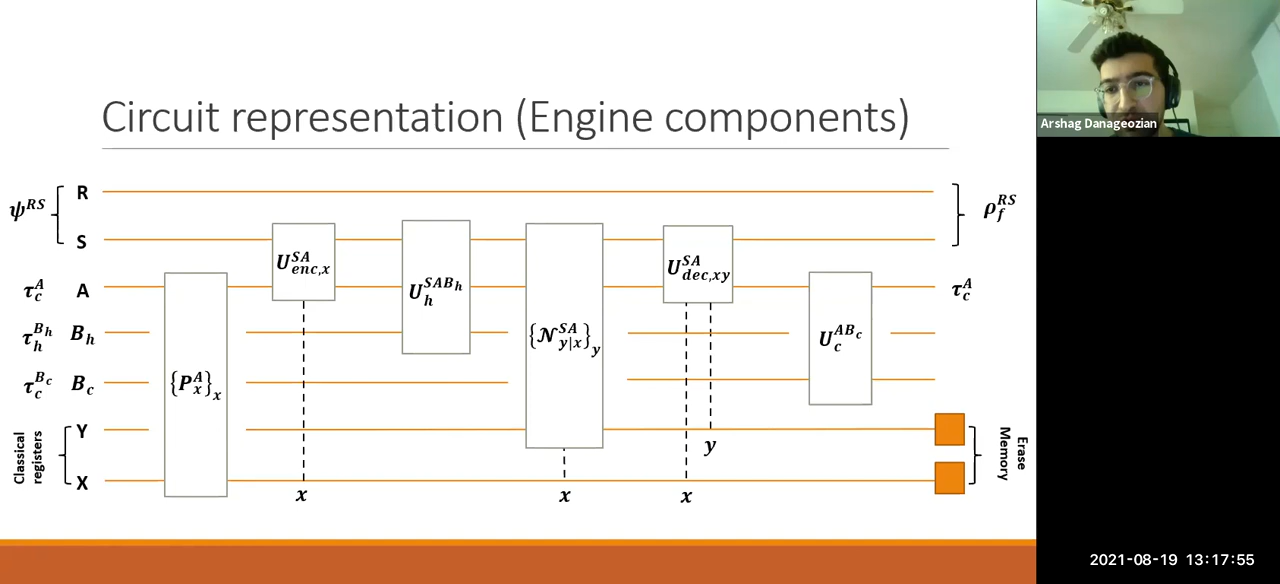 Circuit representation (Engine components)
Arshag Danageozian
ψ^{RS}
R
S
τ_c^A A
τ_h^{B_h} B_h
τ_c^{B_c} B_c
Classical registers
Y
X
{P_x^A}_x
U_{enc,x}^{SA}
x
U_h^{SAB_h}
{𝒩_{y|x}^{SA}}_y
x
U_{dec,xy}^{SA}
y
x
U_c^{AB_c}
ρ_f^{RS}
τ_c^A
Erase Memory
2021-08-19 13:17:55